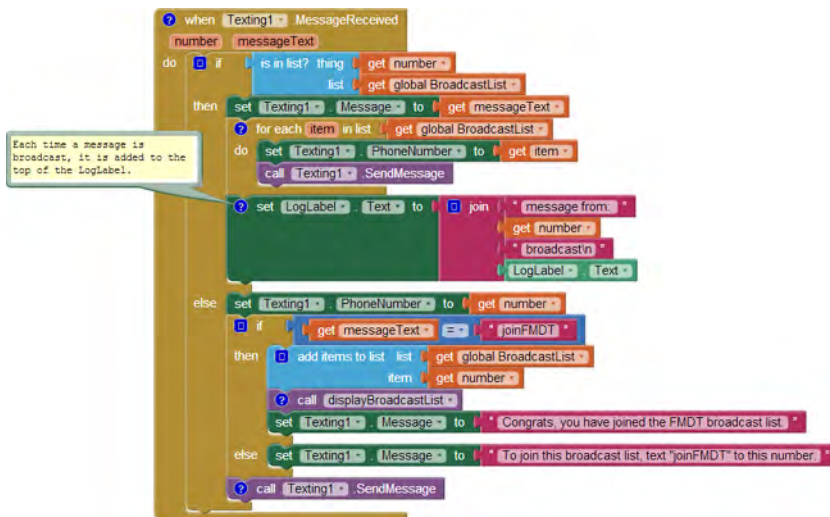 when Texting1 .MessageReceived
number messageText
do if is in list? thing get number
list get global BroadcastList
then set Texting1 . Message to get messageText
for each item in list get global BroadcastList
do set Texting1 . PhoneNumber to get item
call Texting1 .SendMessage
Each time a message is
broadcast, it is added to the
top of the LogLabel.
set LogLabel . Text to join " message from: "
get number
" broadcast\n "
LogLabel . Text
else set Texting1 . PhoneNumber to get number
if get messageText = " joinFMDT "
then add items to list list get global BroadcastList
item get number
call displayBroadcastList
set Texting1 . Message to " Congrats, you have joined the FMDT broadcast list. "
else set Texting1 . Message to " To join this broadcast list, text "joinFMDT" to this number. "
call Texting1 .SendMessage